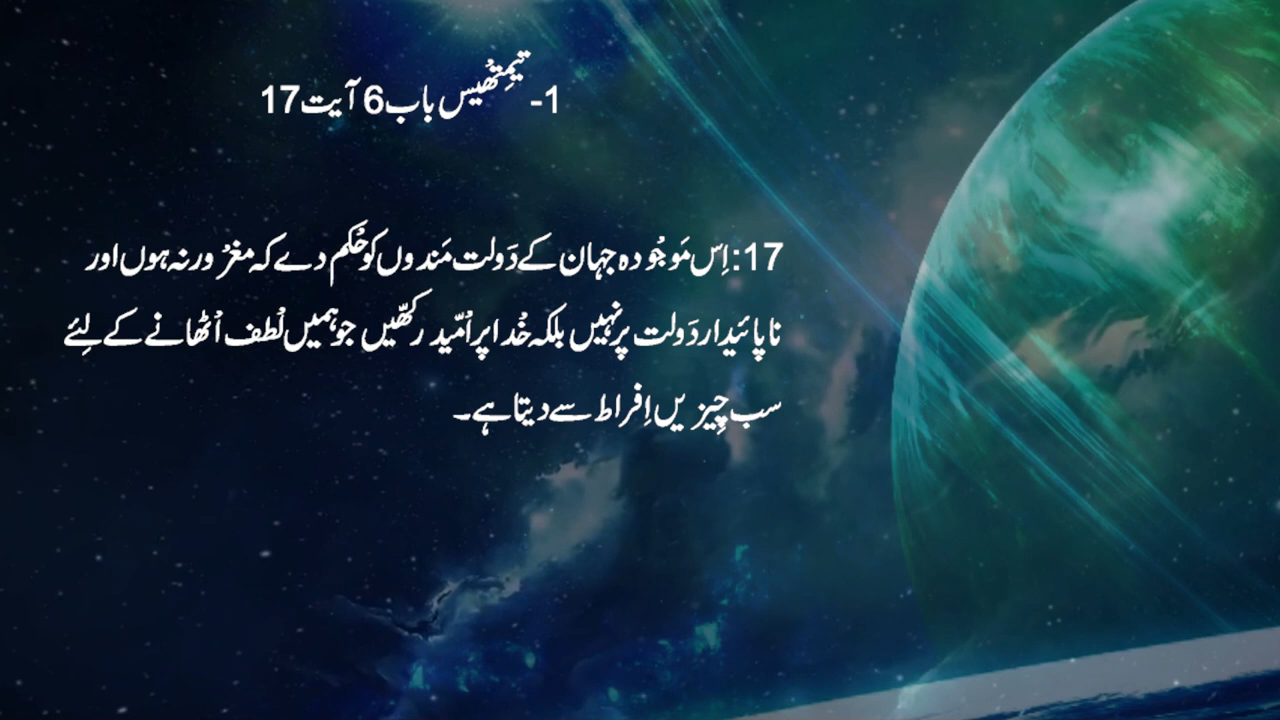 1- تیِمُتھِیُس باب 6 آیت 17
17: اِس مَوجُودہ جہان کے دَولت مَندوں کو حُکم دے کہ مغرُور نہ ہوں اور
ناپائیدار دَولت پر نہیں بلکہ خُدا پر اُمّید رکھّیں جو ہمیں لُطف اُٹھانے کے لِئے
سب چِیزیں اِفراط سے دیتا ہے۔